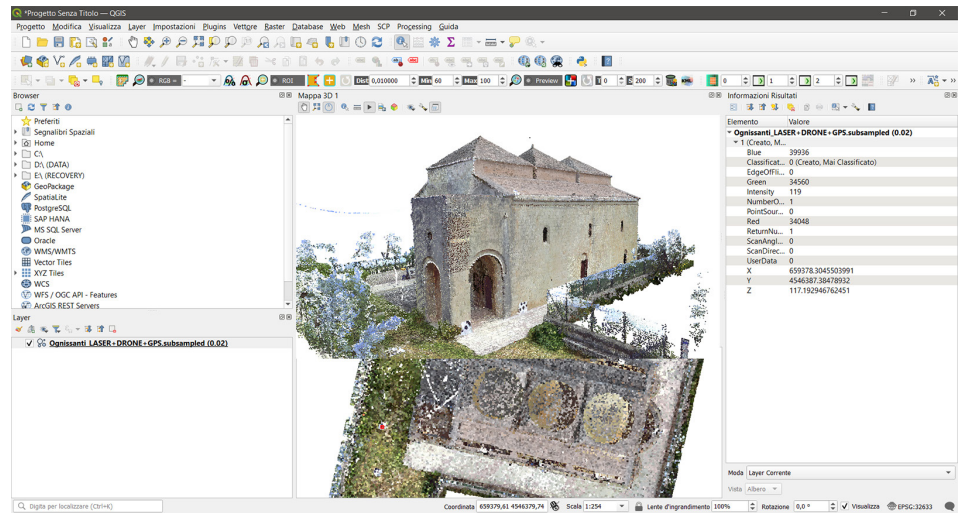 *Progetto Senza Titolo — QGIS
Progetto Modifica Visualizza Layer Impostazioni Plugins Vettore Raster Database Web Mesh SCP Processing Guida
RGB = -
ROI
Dist 0,010000
Min 60
Max 100
Preview
T 0
S 200
0
1
2
Browser
Preferiti
Segnalibri Spaziali
Home
C:\
D:\ (DATA)
E:\ (RECOVERY)
GeoPackage
SpatiaLite
PostgreSQL
SAP HANA
MS SQL Server
Oracle
WMS/WMTS
Vector Tiles
XYZ Tiles
WCS
WFS / OGC API - Features
ArcGIS REST Servers
Layer
Ognissanti_LASER+DRONE+GPS.subsampled (0.02)
Mappa 3D 1
Informazioni Risultati
Elemento Valore
Ognissanti_LASER+DRONE+GPS.subsampled (0.02)
1 (Creato, M...
Blue 39936
Classificat... 0 (Creato, Mai Classificato)
EdgeOfFli... 0
Green 34560
Intensity 119
NumberO... 1
PointSour... 0
Red 34048
ReturnNu... 1
ScanAngl... 0
ScanDirec... 0
UserData 0
X 659378.3045503991
Y 4546387.38478932
Z 117.192946762451
Moda Layer Corrente
Vista Albero
Digita per localizzare (Ctrl+K)
Coordinata 659379,61 4546379,74 Scala 1:254 Lente d'ingrandimento 100% Rotazione 0,0 ° Visualizza EPSG:32633